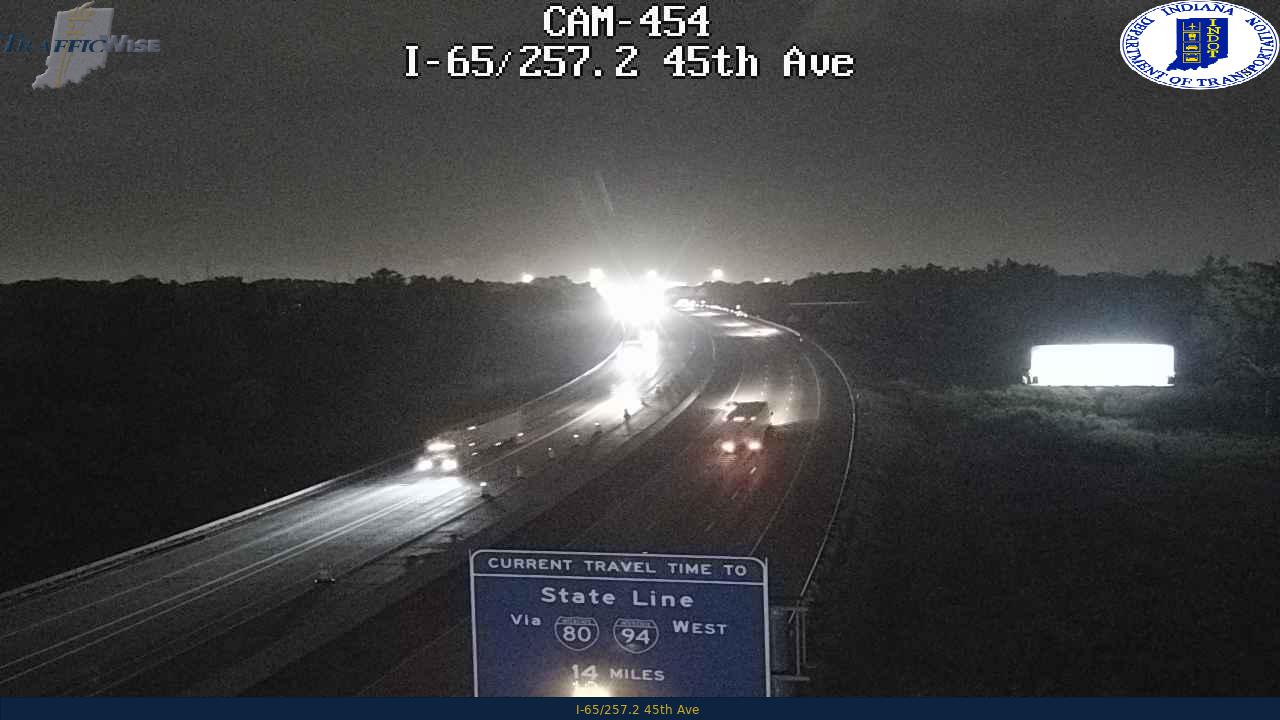 CAM-454
I-65/257.2 45th Ave
TRAFFICWISE
INDIANA
DEPARTMENT OF TRANSPORTATION
INDOT
CURRENT TRAVEL TIME TO
State Line
Via 80 94 WEST
14 MILES
I-65/257.2 45th Ave